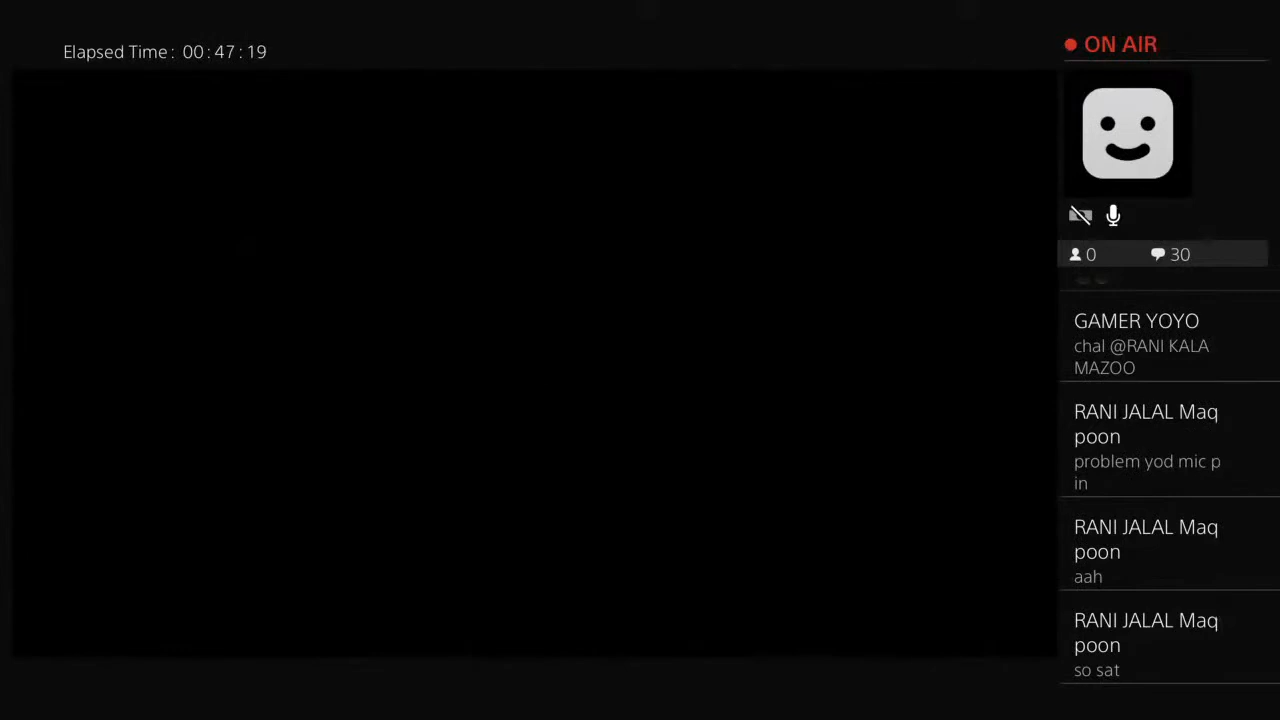 Elapsed Time: 00:47:19
ON AIR
0 30
GAMER YOYO
chal @RANI KALA
MAZOO
RANI JALAL Maq
poon
problem yod mic p
in
RANI JALAL Maq
poon
aah
RANI JALAL Maq
poon
so sat